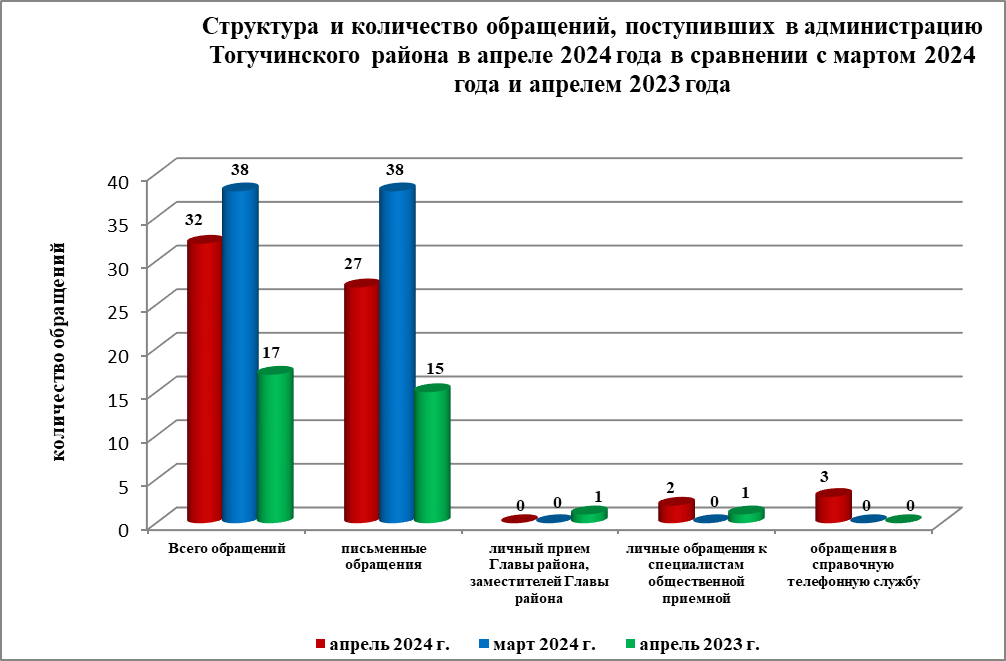 Структура и количество обращений, поступивших в администрацию
Тогучинского района в апреле 2024 года в сравнении с мартом 2024
года и апрелем 2023 года
количество обращений
40
35
30
25
20
15
10
5
0
32
38
17
27
38
15
0
0
1
2
0
1
3
0
0
Всего обращений
письменные
обращения
личный прием
Главы района,
заместителей Главы
района
личные обращения к
специалистам
общественной
приемной
обращения в
справочную
телефонную службу
апрель 2024 г.
март 2024 г.
апрель 2023 г.